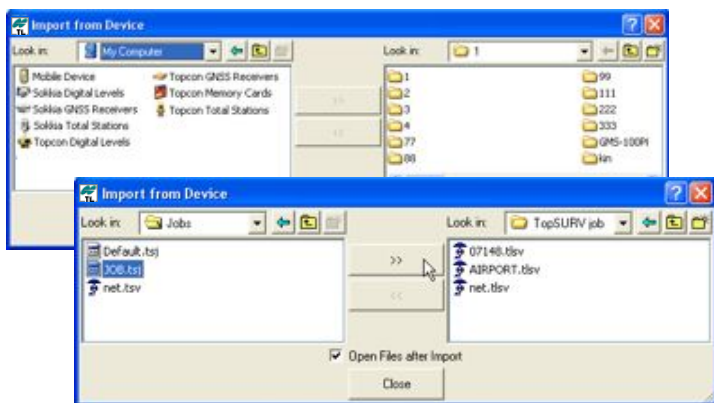 Import from Device
Look in: My Computer
Look in: 1
Mobile Device
Sokkia Digital Levels
Sokkia GNSS Receivers
Sokkia Total Stations
Topcon Digital Levels
Topcon GNSS Receivers
Topcon Memory Cards
Topcon Total Stations
>>
<<
1
2
3
4
77
88
99
111
222
333
GMS-100PI
kin
Import from Device
Look in: Jobs
Look in: TopSURV job
Default.tsj
JOB.tsj
net.tsv
>>
<<
07148.tlsv
AIRPORT.tlsv
net.tlsv
Open Files after Import
Close